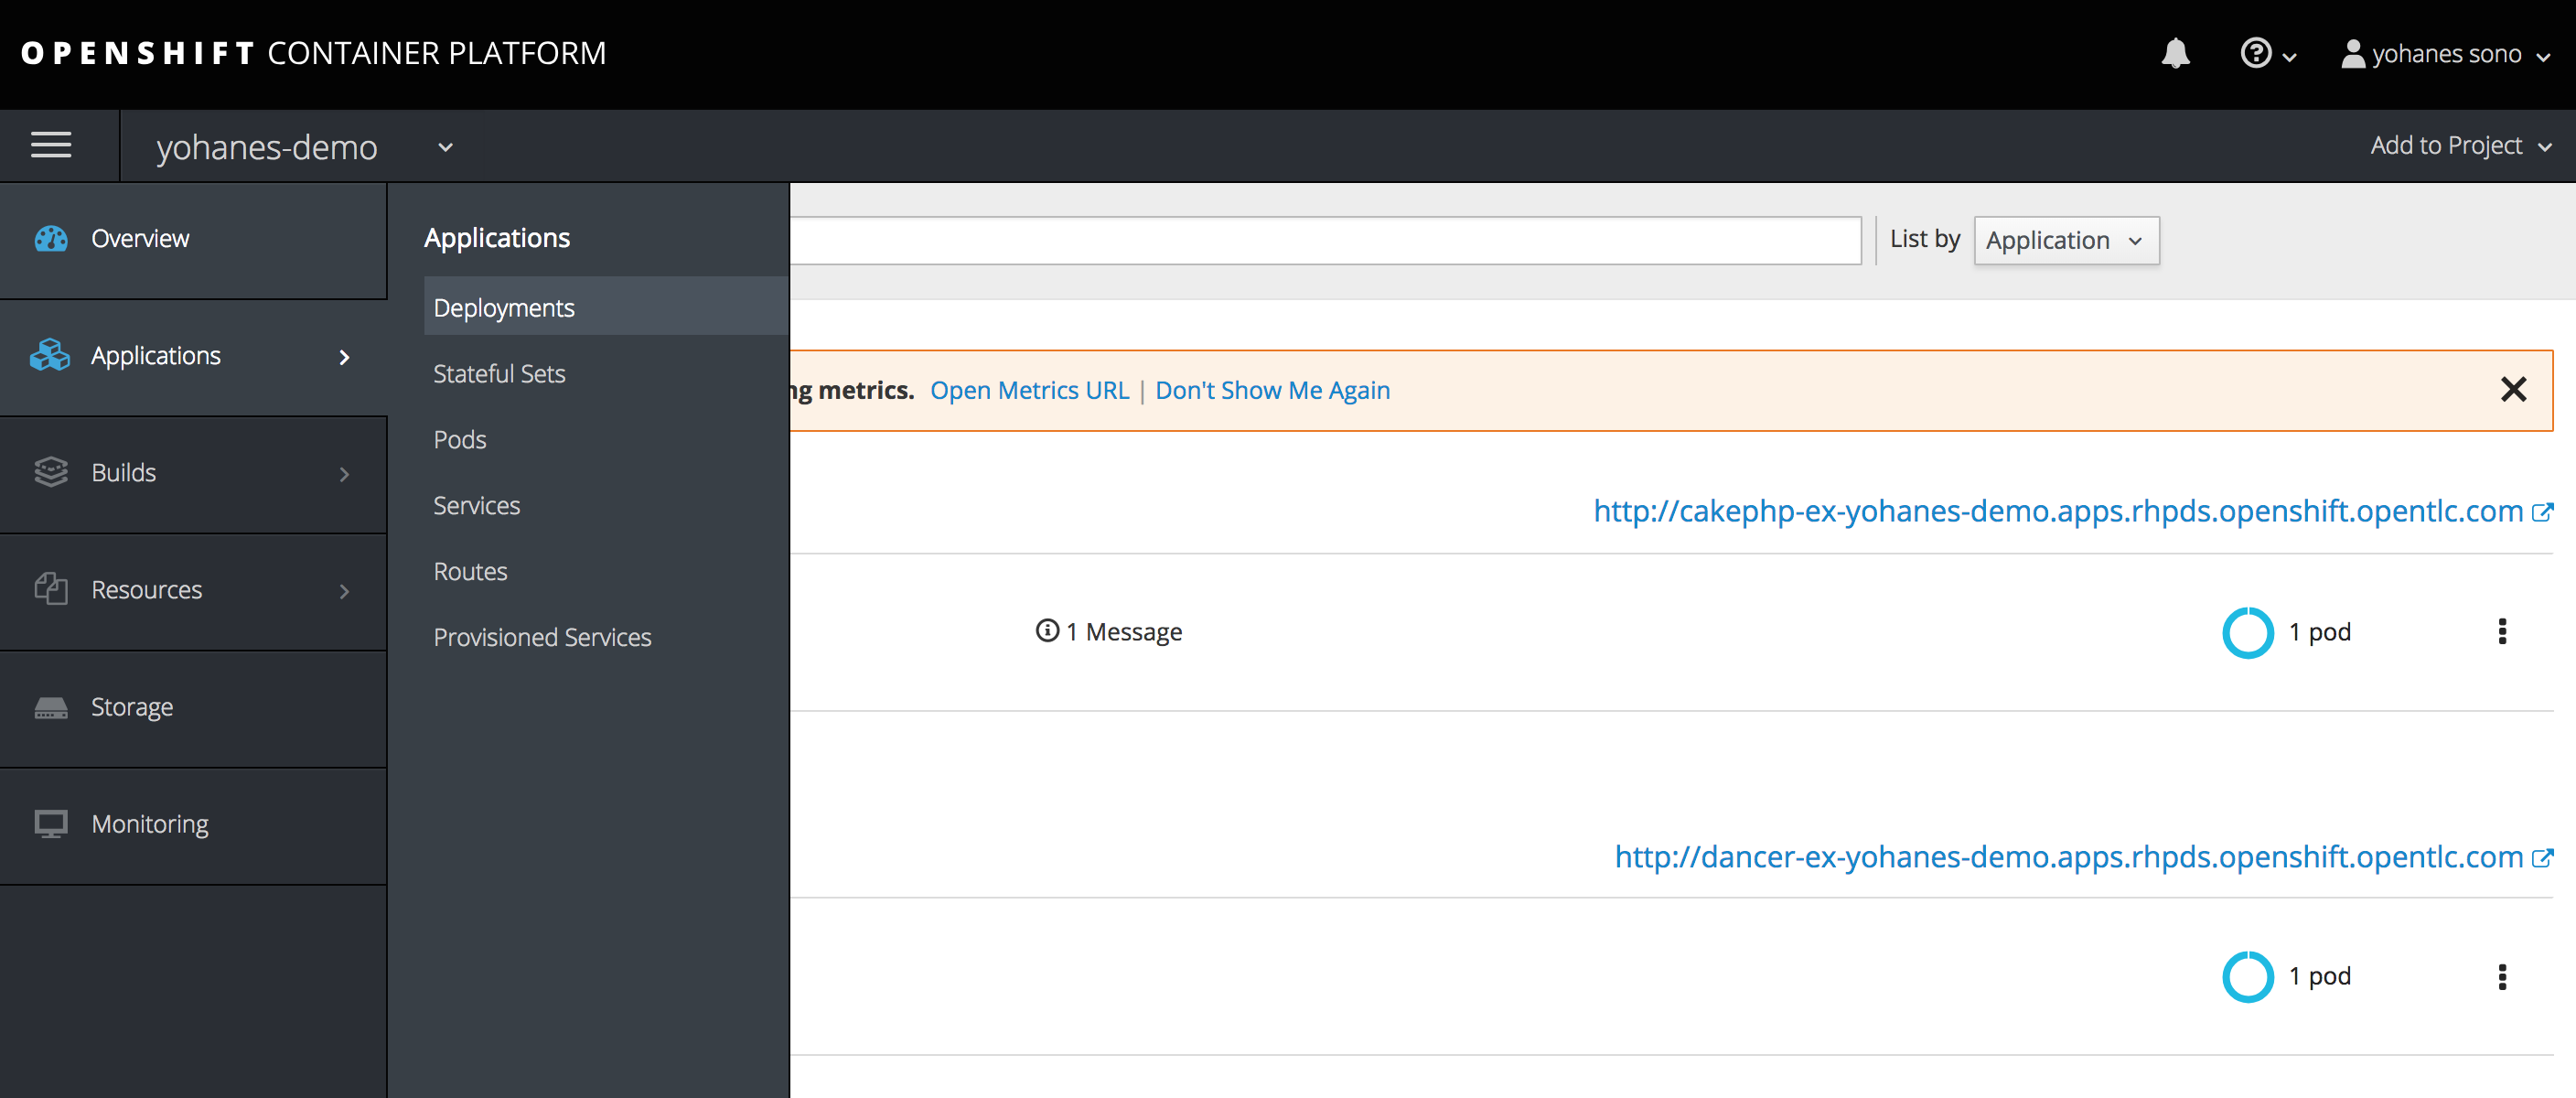 OPENSHIFT CONTAINER PLATFORM
yohanes sono
yohanes-demo
Add to Project
Overview
Applications
Builds
Resources
Storage
Monitoring
Applications
Deployments
Stateful Sets
Pods
Services
Routes
Provisioned Services
List by Application
metrics. Open Metrics URL | Don't Show Me Again
http://cakephp-ex-yohanes-demo.apps.rhpds.openshift.opentlc.com
1 Message
1 pod
http://dancer-ex-yohanes-demo.apps.rhpds.openshift.opentlc.com
1 pod